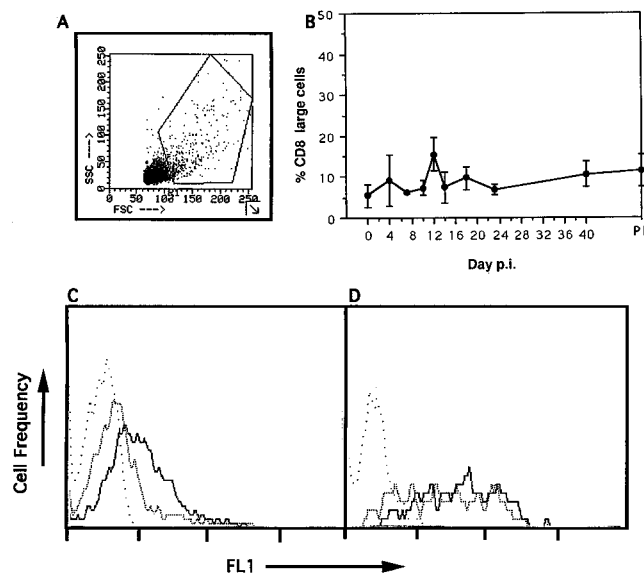 A
SSC --->
0 50 100 150 200 250
R1
0 50 100 150 200 250
FSC --->
B
% CD8 large cells
50
40
30
20
10
0
0 4 8 12 16 20 24 28 32 36 40
Day p.i.
C
D
Cell Frequency
FL1